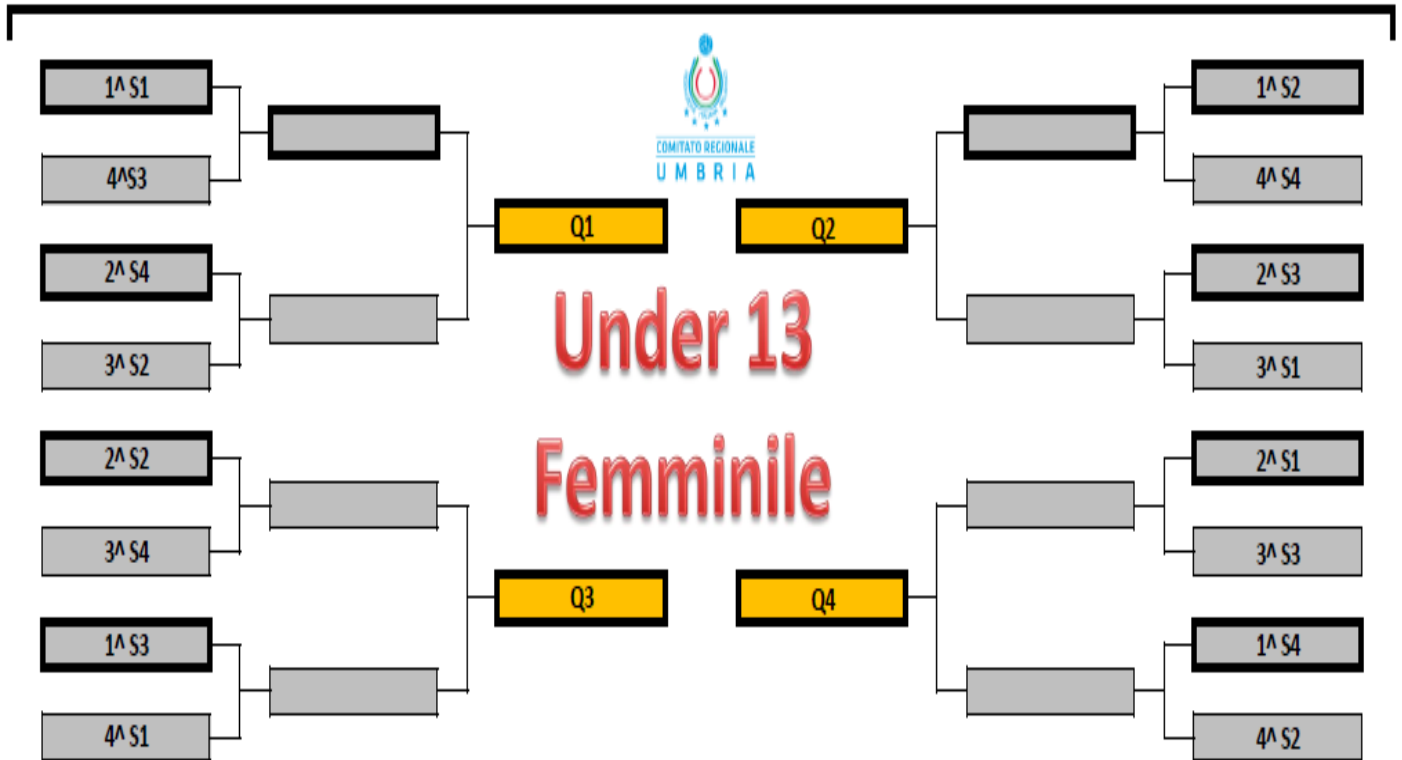 1^ S1
4^S3
2^ S4
3^ S2
2^ S2
3^ S4
1^ S3
4^ S1
COMITATO REGIONALE
UMBRIA
Q1
Q2
Under 13
Femminile
Q3
Q4
1^ S2
4^ S4
2^ S3
3^ S1
2^ S1
3^ S3
1^ S4
4^ S2